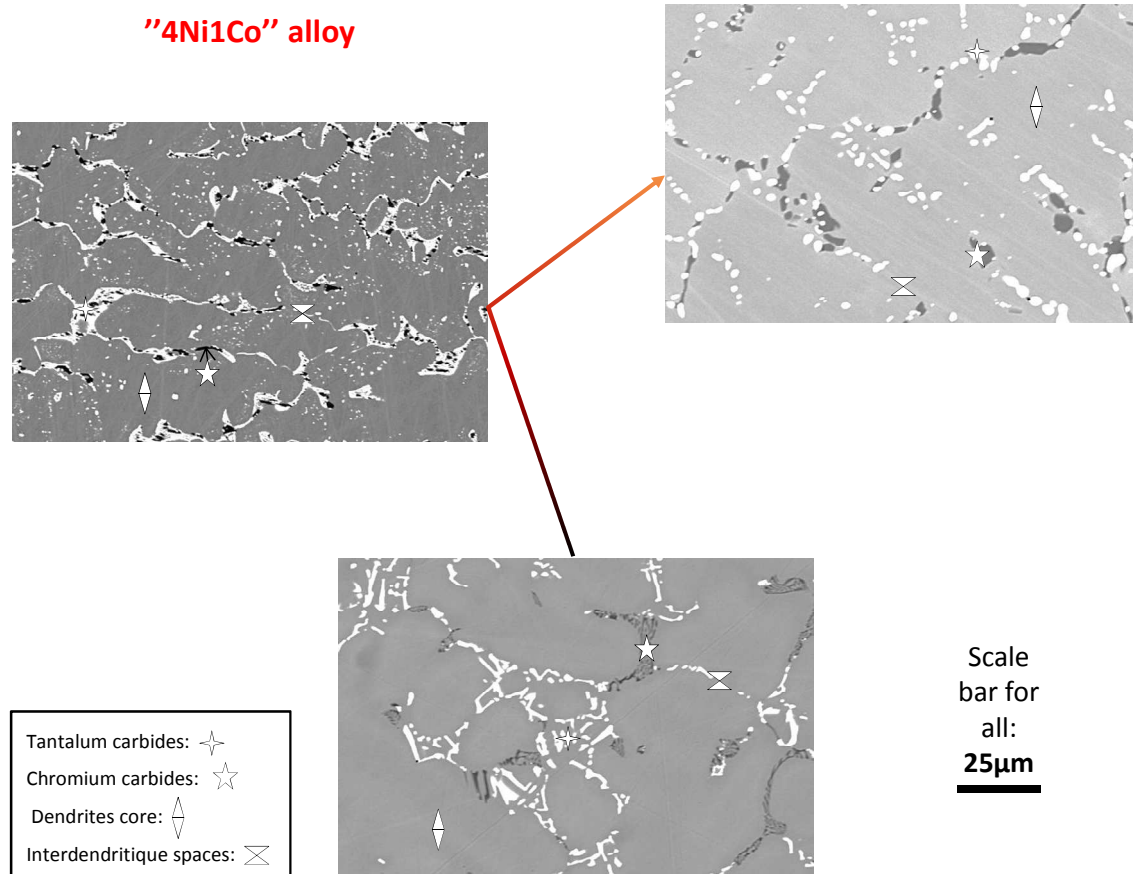 ’’4Ni1Co’’ alloy
Scale
bar for
all:
25µm
Tantalum carbides:
Chromium carbides:
Dendrites core:
Interdendritique spaces: